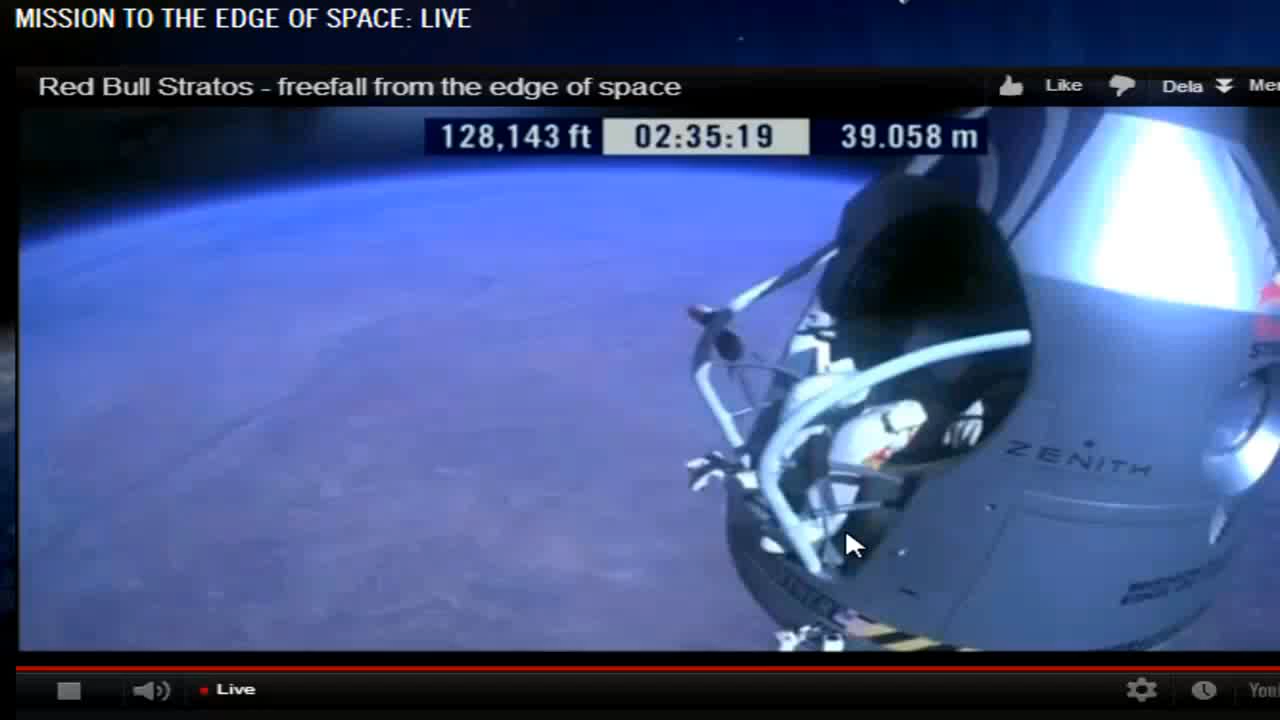 MISSION TO THE EDGE OF SPACE: LIVE
Red Bull Stratos - freefall from the edge of space
Like
Dela
128,143 ft 02:35:19 39.058 m
ZENITH
Live